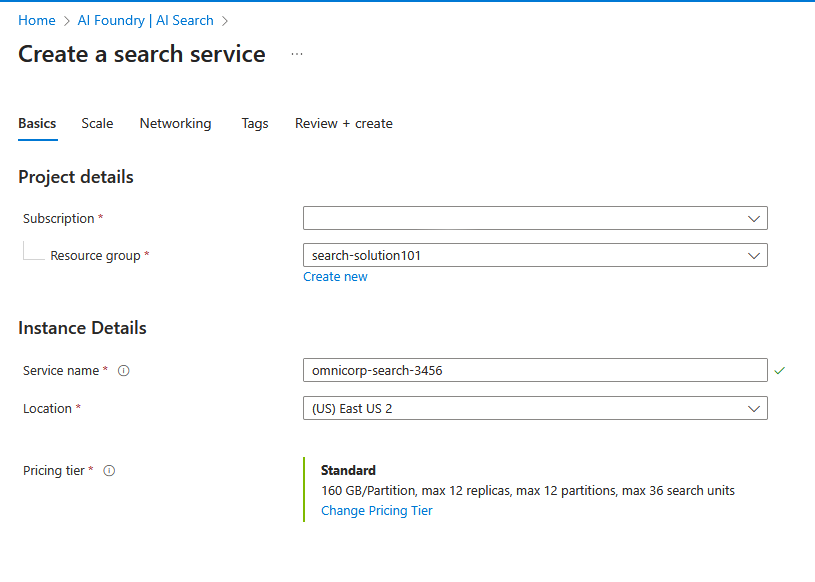 Home > AI Foundry | AI Search >
Create a search service ...
Basics Scale Networking Tags Review + create
Project details
Subscription *
Resource group * search-solution101
Create new
Instance Details
Service name * omnicorp-search-3456
Location * (US) East US 2
Pricing tier * Standard
160 GB/Partition, max 12 replicas, max 12 partitions, max 36 search units
Change Pricing Tier